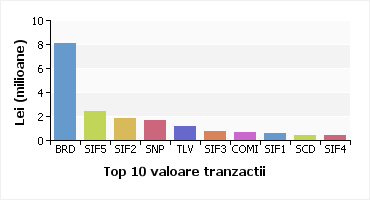 Lei (milioane)
10
8
6
4
2
0
BRD SIF5 SIF2 SNP TLV SIF3 COMI SIF1 SCD SIF4
Top 10 valoare tranzactii